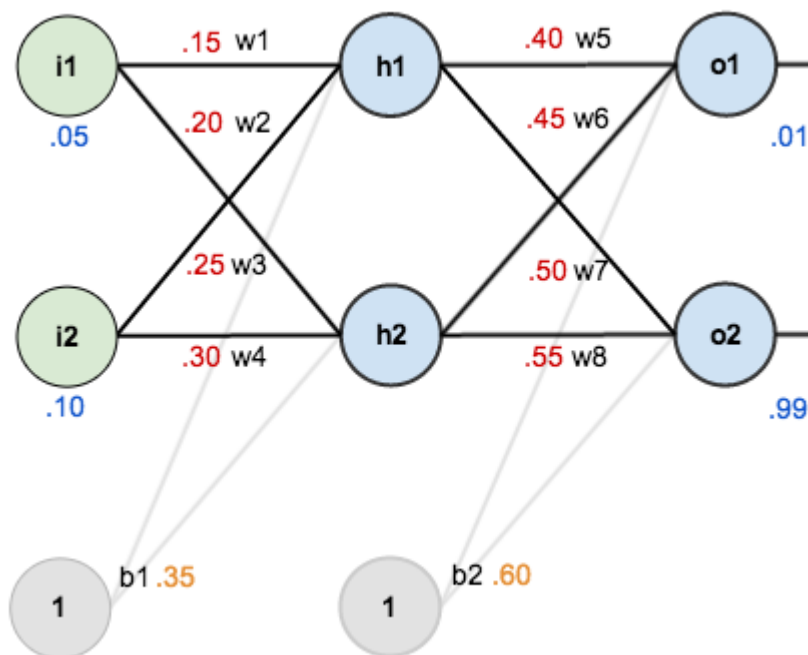 i1 .15 w1 h1 .40 w5 o1
.05 .20 w2 .45 w6 .01
i2 .25 w3 h2 .50 w7 o2
.30 w4 .55 w8
.10 .99
1 b1 .35 1 b2 .60